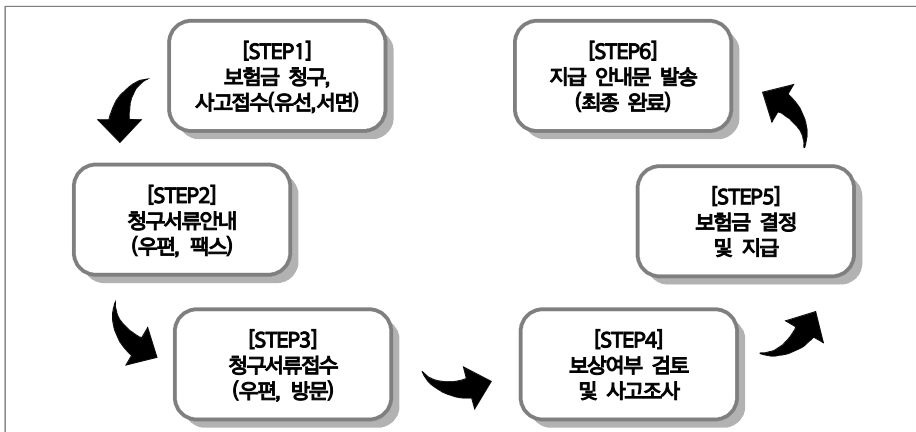 [STEP1]
보험금 청구,
사고접수(유선,서면)
[STEP2]
청구서류안내
(우편, 팩스)
[STEP3]
청구서류접수
(우편, 방문)
[STEP4]
보상여부 검토
및 사고조사
[STEP5]
보험금 결정
및 지급
[STEP6]
지급 안내문 발송
(최종 완료)